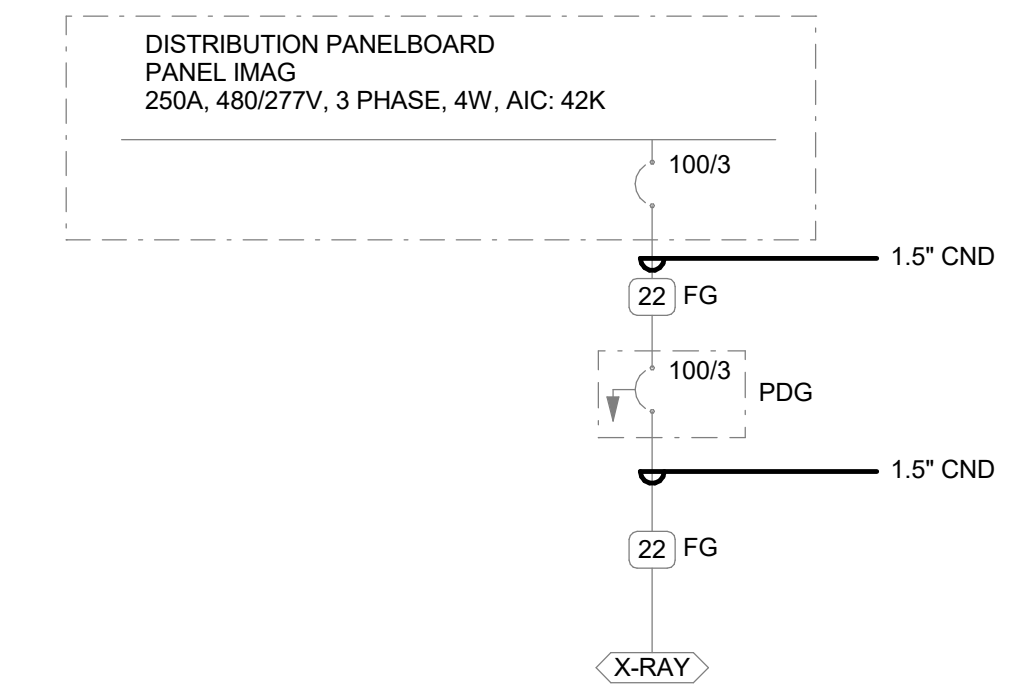 DISTRIBUTION PANELBOARD
PANEL IMAG
250A, 480/277V, 3 PHASE, 4W, AIC: 42K
100/3
1.5" CND
22 FG
100/3
PDG
1.5" CND
22 FG
X-RAY